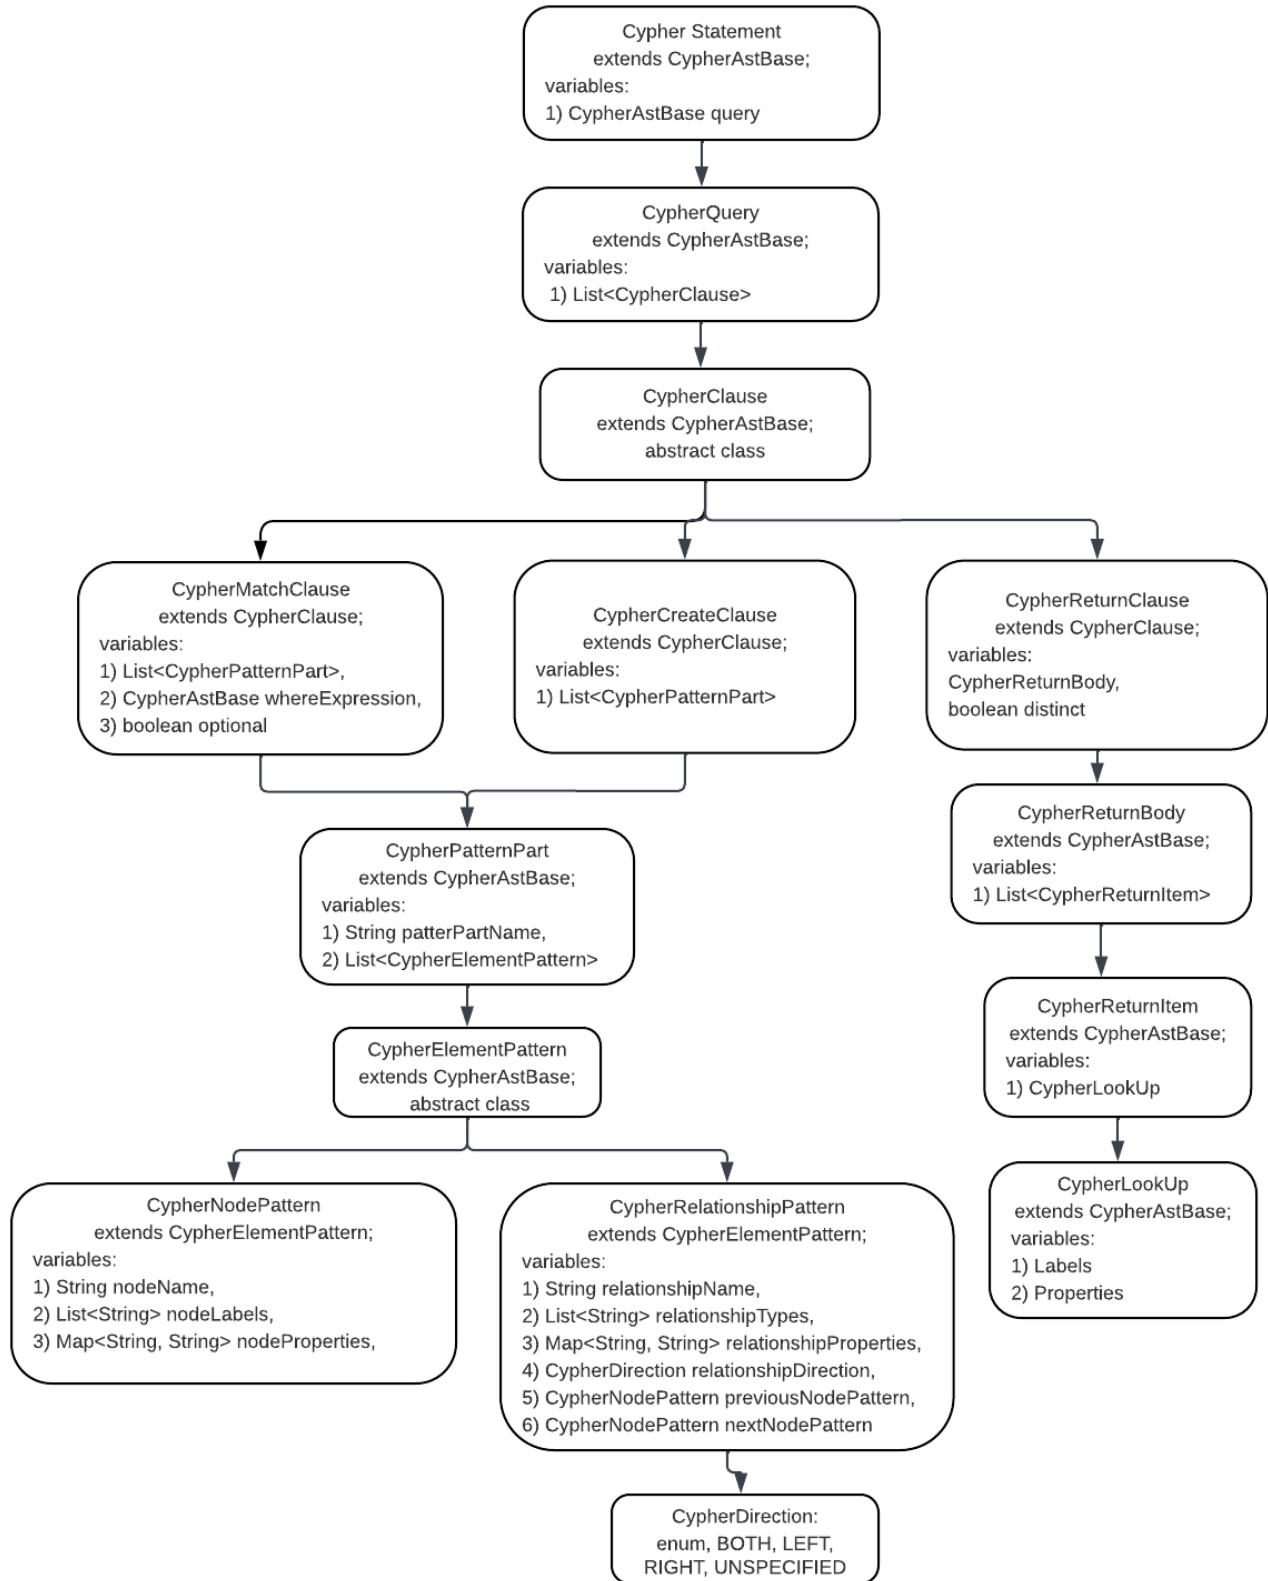 Cypher Statement
extends CypherAstBase;
variables:
1) CypherAstBase query
CypherQuery
extends CypherAstBase;
variables:
1) List<CypherClause>
CypherClause
extends CypherAstBase;
abstract class
CypherMatchClause
extends CypherClause;
variables:
1) List<CypherPatternPart>,
2) CypherAstBase whereExpression,
3) boolean optional
CypherCreateClause
extends CypherClause;
variables:
1) List<CypherPatternPart>
CypherReturnClause
extends CypherClause;
variables:
CypherReturnBody,
boolean distinct
CypherPatternPart
extends CypherAstBase;
variables:
1) String patterPartName,
2) List<CypherElementPattern>
CypherReturnBody
extends CypherAstBase;
variables:
1) List<CypherReturnItem>
CypherElementPattern
extends CypherAstBase;
abstract class
CypherReturnItem
extends CypherAstBase;
variables:
1) CypherLookUp
CypherNodePattern
extends CypherElementPattern;
variables:
1) String nodeName,
2) List<String> nodeLabels,
3) Map<String, String> nodeProperties,
CypherRelationshipPattern
extends CypherElementPattern;
variables:
1) String relationshipName,
2) List<String> relationshipTypes,
3) Map<String, String> relationshipProperties,
4) CypherDirection relationshipDirection,
5) CypherNodePattern previousNodePattern,
6) CypherNodePattern nextNodePattern
CypherLookUp
extends CypherAstBase;
variables:
1) Labels
2) Properties
CypherDirection:
enum, BOTH, LEFT,
RIGHT, UNSPECIFIED